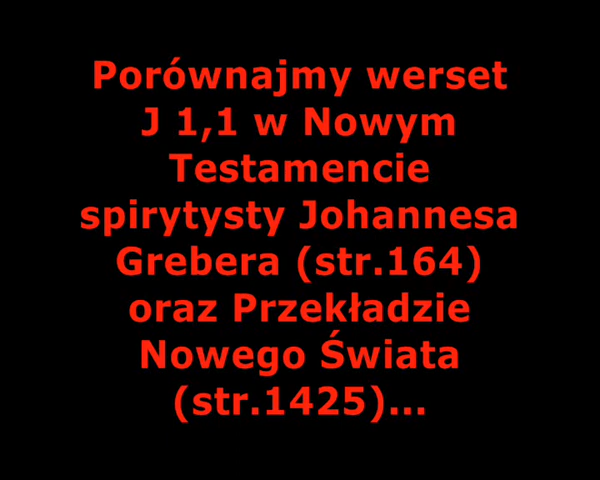 Porównajmy werset
J 1,1 w Nowym
Testamencie
spirytysty Johannesa
Grebera (str.164)
oraz Przekładzie
Nowego Świata
(str.1425)...